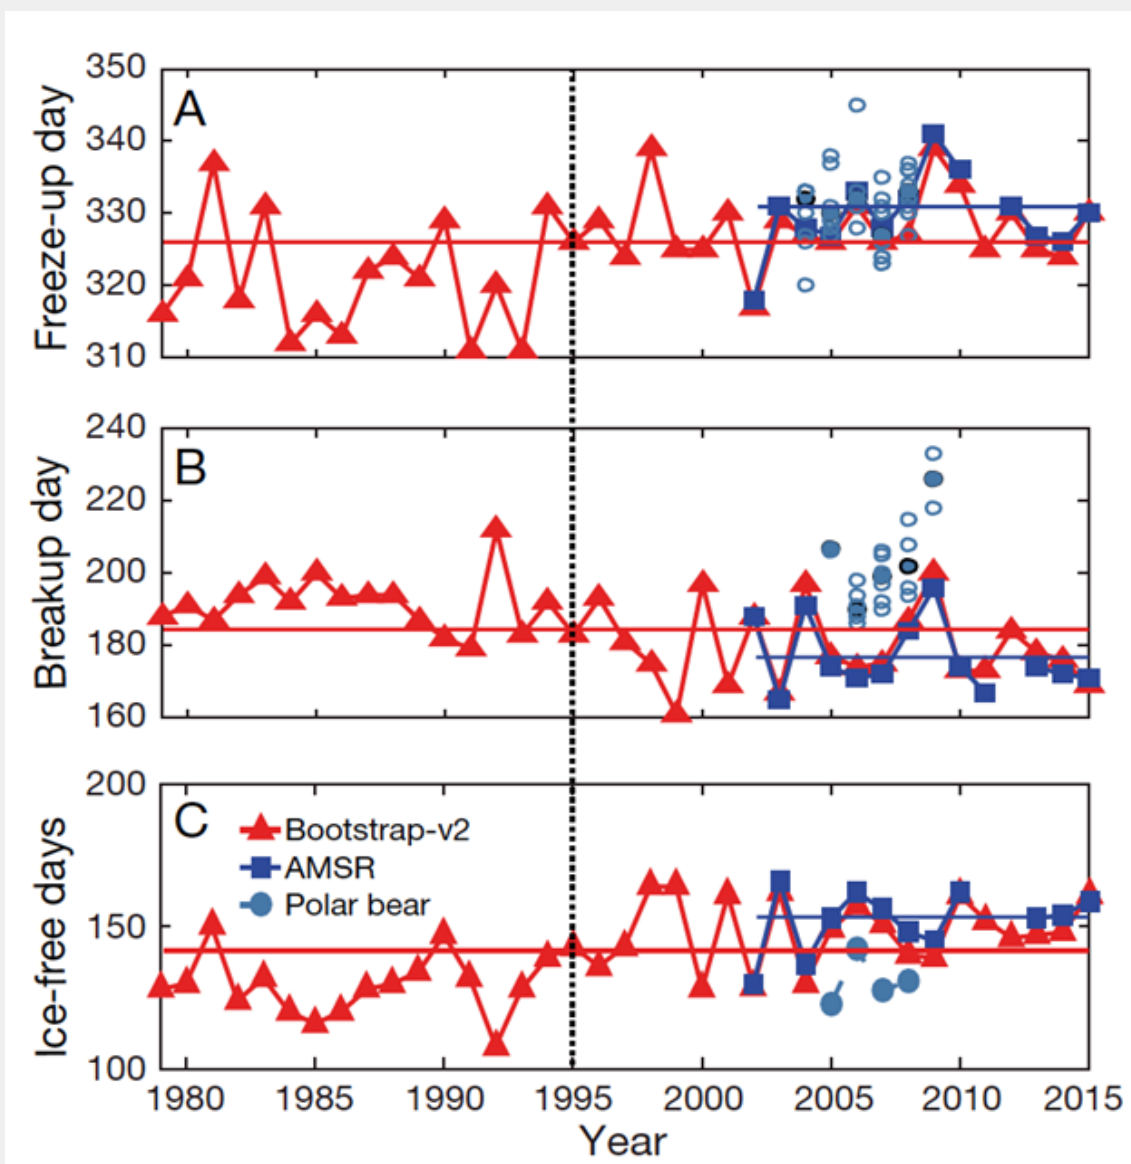 A
Freeze-up day
350
340
330
320
310
B
Breakup day
240
220
200
180
160
C
Ice-free days
200
150
100
Bootstrap-v2
AMSR
Polar bear
1980 1985 1990 1995 2000 2005 2010 2015
Year